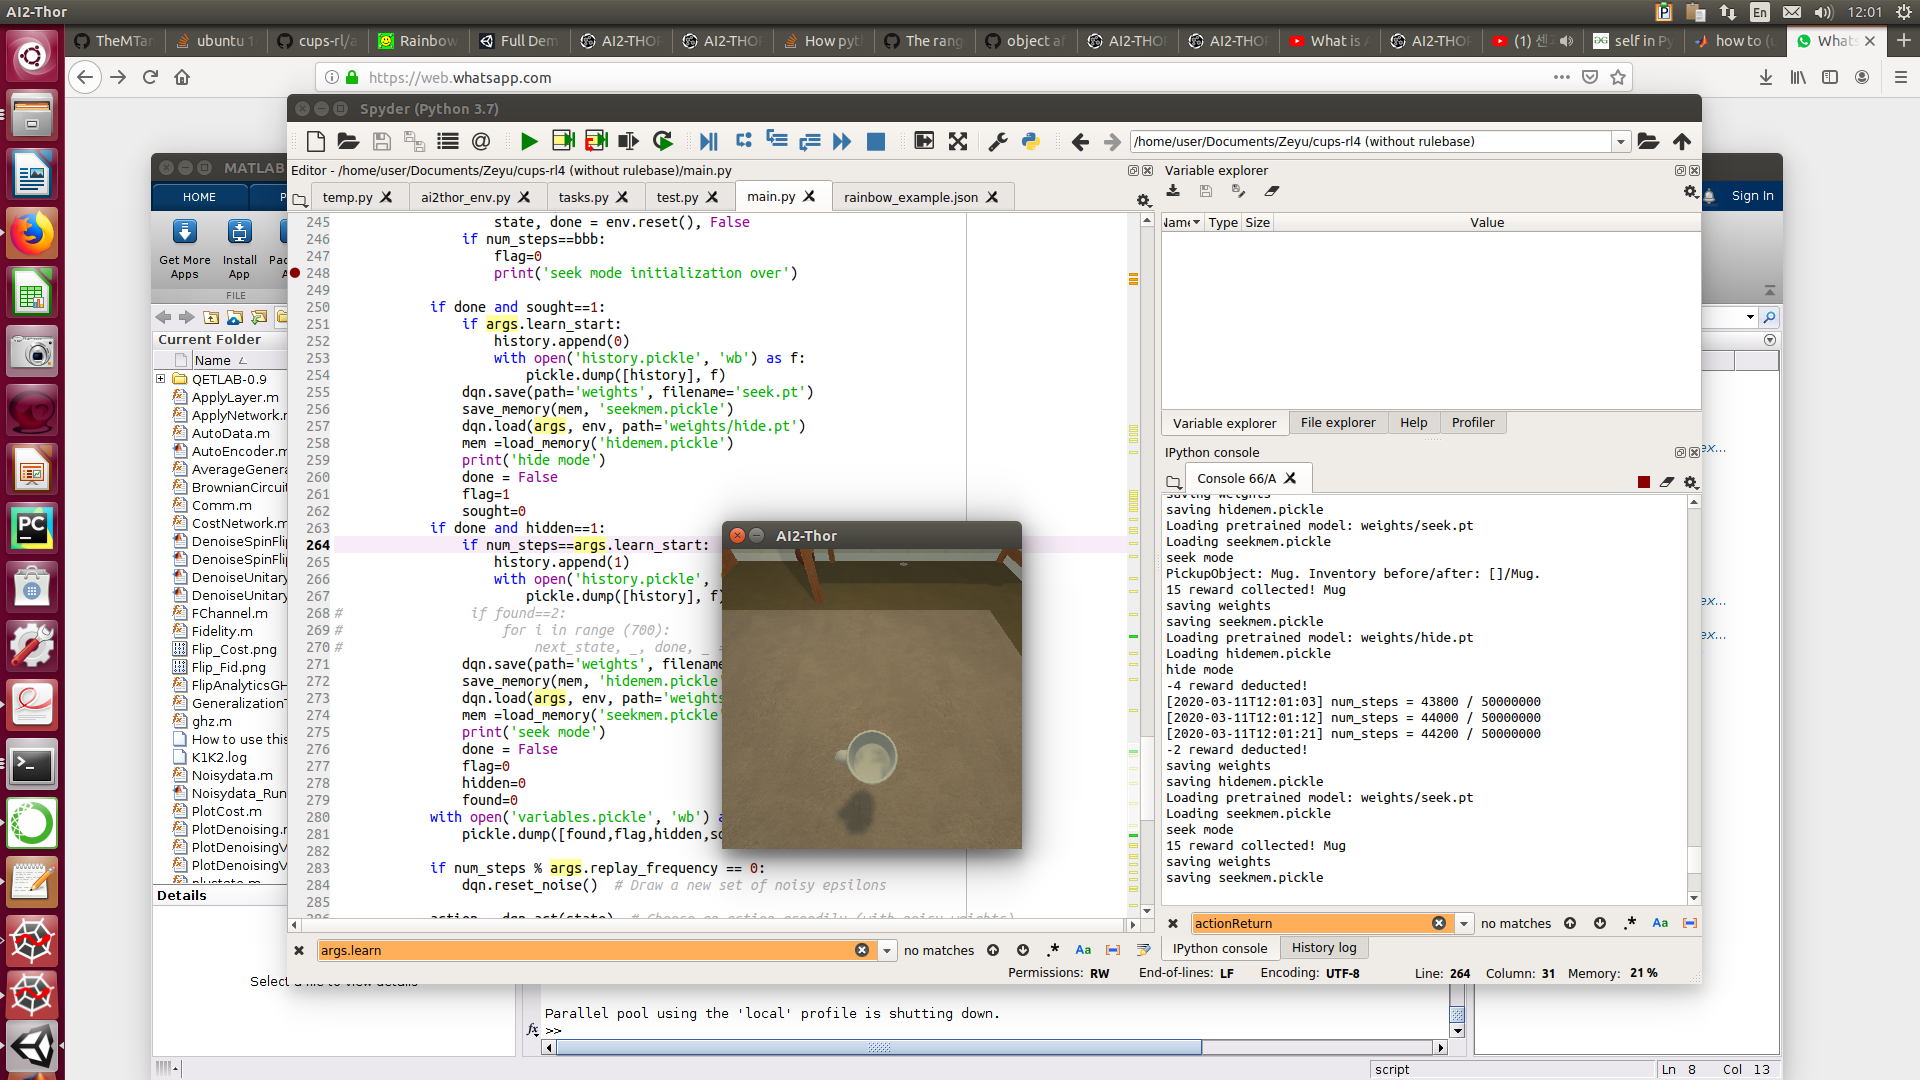 AI2-Thor
En
12:01
TheMTan
ubuntu 1
cups-rl/a
Rainbow
Full Dem
AI2-THOR
AI2-THOR
How pyt
The rang
object af
AI2-THOR
AI2-THOR
What is
AI2-THOR
(1) 센
self in Py
how to (u
Whats
https://web.whatsapp.com
Spyder (Python 3.7)
/home/user/Documents/Zeyu/cups-rl4 (without rulebase)
Editor - /home/user/Documents/Zeyu/cups-rl4 (without rulebase)/main.py
temp.py
ai2thor_env.py
tasks.py
test.py
main.py
rainbow_example.json
245 state, done = env.reset(), False
246 if num_steps==bbb:
247 flag=0
248 print('seek mode initialization over')
249
250 if done and sought==1:
251 if args.learn_start:
252 history.append(0)
253 with open('history.pickle', 'wb') as f:
254 pickle.dump([history], f)
255 dqn.save(path='weights', filename='seek.pt')
256 save_memory(mem, 'seekmem.pickle')
257 dqn.load(args, env, path='weights/hide.pt')
258 mem =load_memory('hidemem.pickle')
259 print('hide mode')
260 done = False
261 flag=1
262 sought=0
263 if done and hidden==1:
264 if num_steps==args.learn_start:
265 history.append(1)
266 with open('history.pickle',
267 pickle.dump([history], f)
268 # if found==2:
269 # for i in range (700):
270 # next_state, _, done, _ =
271 dqn.save(path='weights', filename
272 save_memory(mem, 'hidemem.pickle'
273 dqn.load(args, env, path='weights
274 mem =load_memory('seekmem.pickle'
275 print('seek mode')
276 done = False
277 flag=0
278 hidden=0
279 found=0
280 with open('variables.pickle', 'wb') a
281 pickle.dump([found,flag,hidden,so
282
283 if num_steps % args.replay_frequency == 0:
284 dqn.reset_noise() # Draw a new set of noisy epsilons
285
args.learn
no matches
Aa
Permissions: RW
End-of-lines: LF
Encoding: UTF-8
Line: 264
Column: 31
Memory: 21 %
AI2-Thor
Variable explorer
Name
Type
Size
Value
Variable explorer
File explorer
Help
Profiler
IPython console
Console 66/A
saving weights
saving hidemem.pickle
Loading pretrained model: weights/seek.pt
Loading seekmem.pickle
seek mode
PickupObject: Mug. Inventory before/after: []/Mug.
15 reward collected! Mug
saving weights
saving seekmem.pickle
Loading pretrained model: weights/hide.pt
Loading hidemem.pickle
hide mode
-4 reward deducted!
[2020-03-11T12:01:03] num_steps = 43800 / 50000000
[2020-03-11T12:01:12] num_steps = 44000 / 50000000
[2020-03-11T12:01:21] num_steps = 44200 / 50000000
-2 reward deducted!
saving weights
saving hidemem.pickle
Loading pretrained model: weights/seek.pt
Loading seekmem.pickle
seek mode
15 reward collected! Mug
saving weights
saving seekmem.pickle
actionReturn
no matches
Aa
IPython console
History log
MATLAB
HOME
P
Sign In
Get More Apps
Install App
Pac
A
FILE
Current Folder
Name
QETLAB-0.9
ApplyLayer.m
ApplyNetwork.m
AutoData.m
AutoEncoder.m
AverageGenera
BrownianCircuit
Comm.m
CostNetwork.m
DenoiseSpinFlip
DenoiseSpinFlip
DenoiseUnitary
DenoiseUnitary
FChannel.m
Fidelity.m
Flip_Cost.png
Flip_Fid.png
FlipAnalyticsGH
GeneralizationT
ghz.m
How to use this
K1K2.log
Noisydata.m
Noisydata_Run
PlotCost.m
PlotDenoising.m
PlotDenoisingV
PlotDenoisingV
Details
Select a file to view details
ex...
ex...
ex...
Parallel pool using the 'local' profile is shutting down.
fx >>
script
Ln 8 Col 13